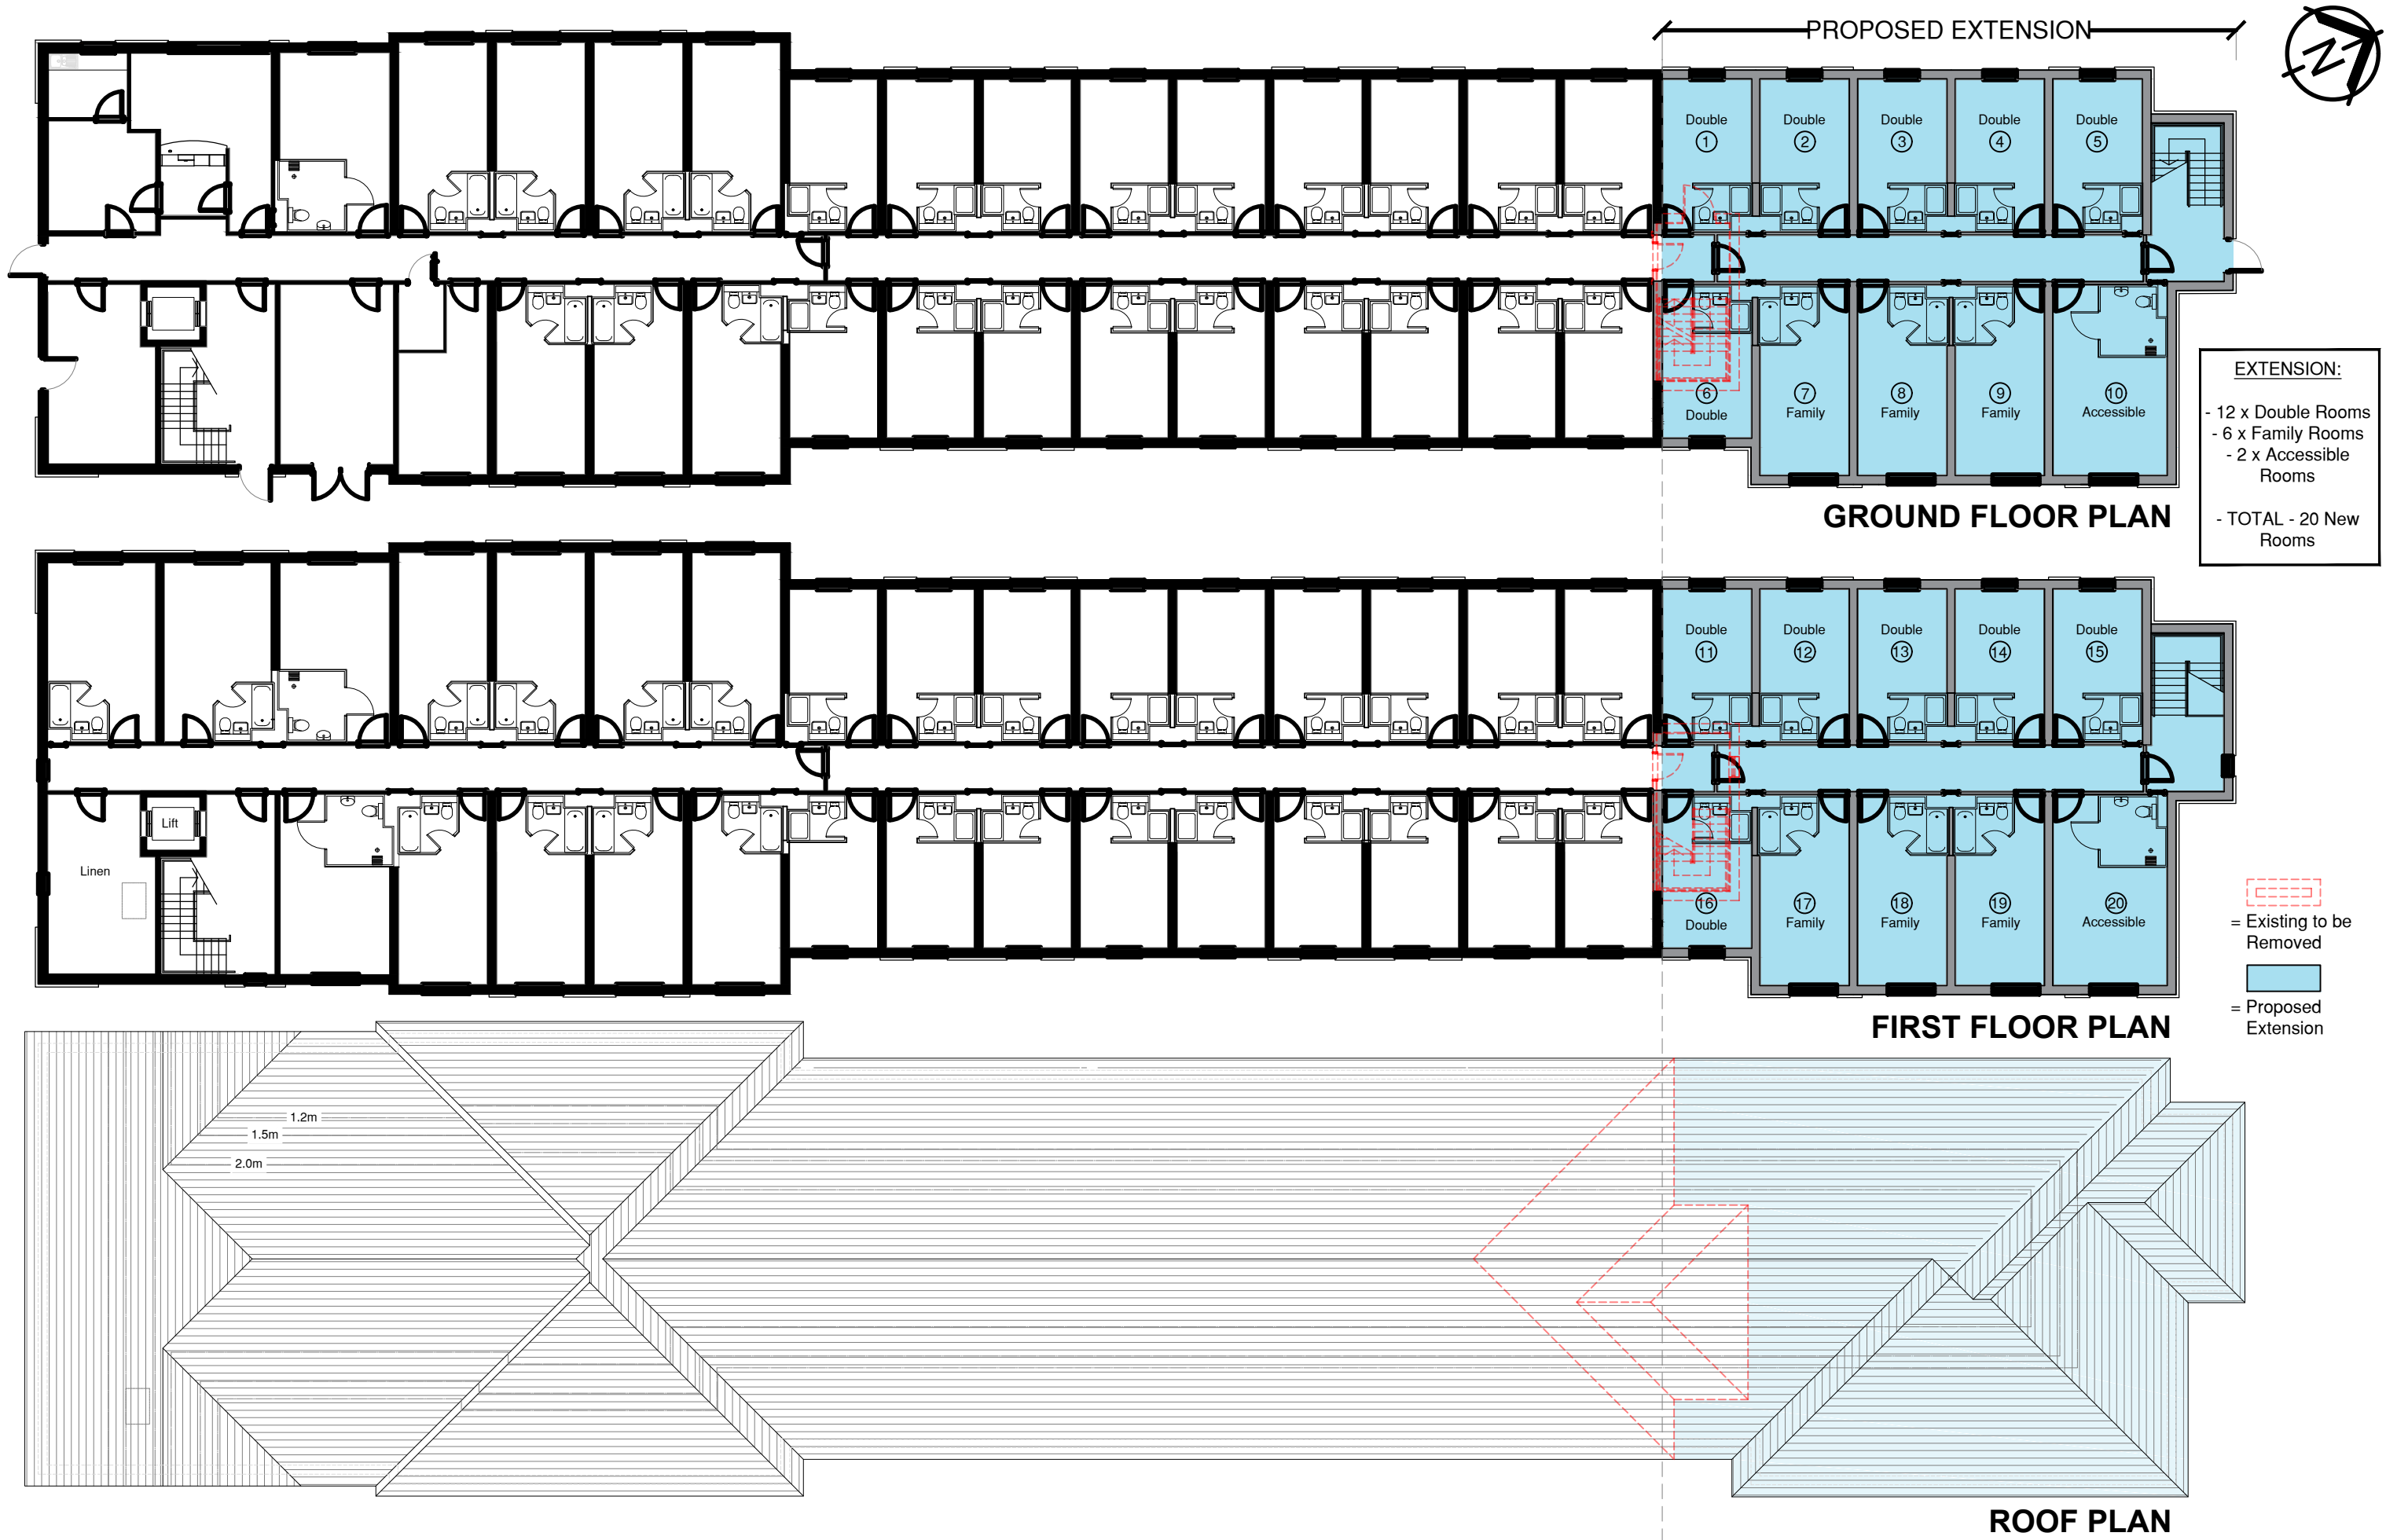 PROPOSED EXTENSION
N
Double Double Double Double Double
1 2 3 4 5
6 7 8 9 10
Double Family Family Family Accessible
GROUND FLOOR PLAN
EXTENSION:
- 12 x Double Rooms
- 6 x Family Rooms
- 2 x Accessible
Rooms
- TOTAL - 20 New
Rooms
Double Double Double Double Double
11 12 13 14 15
Lift
Linen
16 17 18 19 20
Double Family Family Family Accessible
FIRST FLOOR PLAN
= Existing to be
Removed
= Proposed
Extension
1.2m
1.5m
2.0m
ROOF PLAN